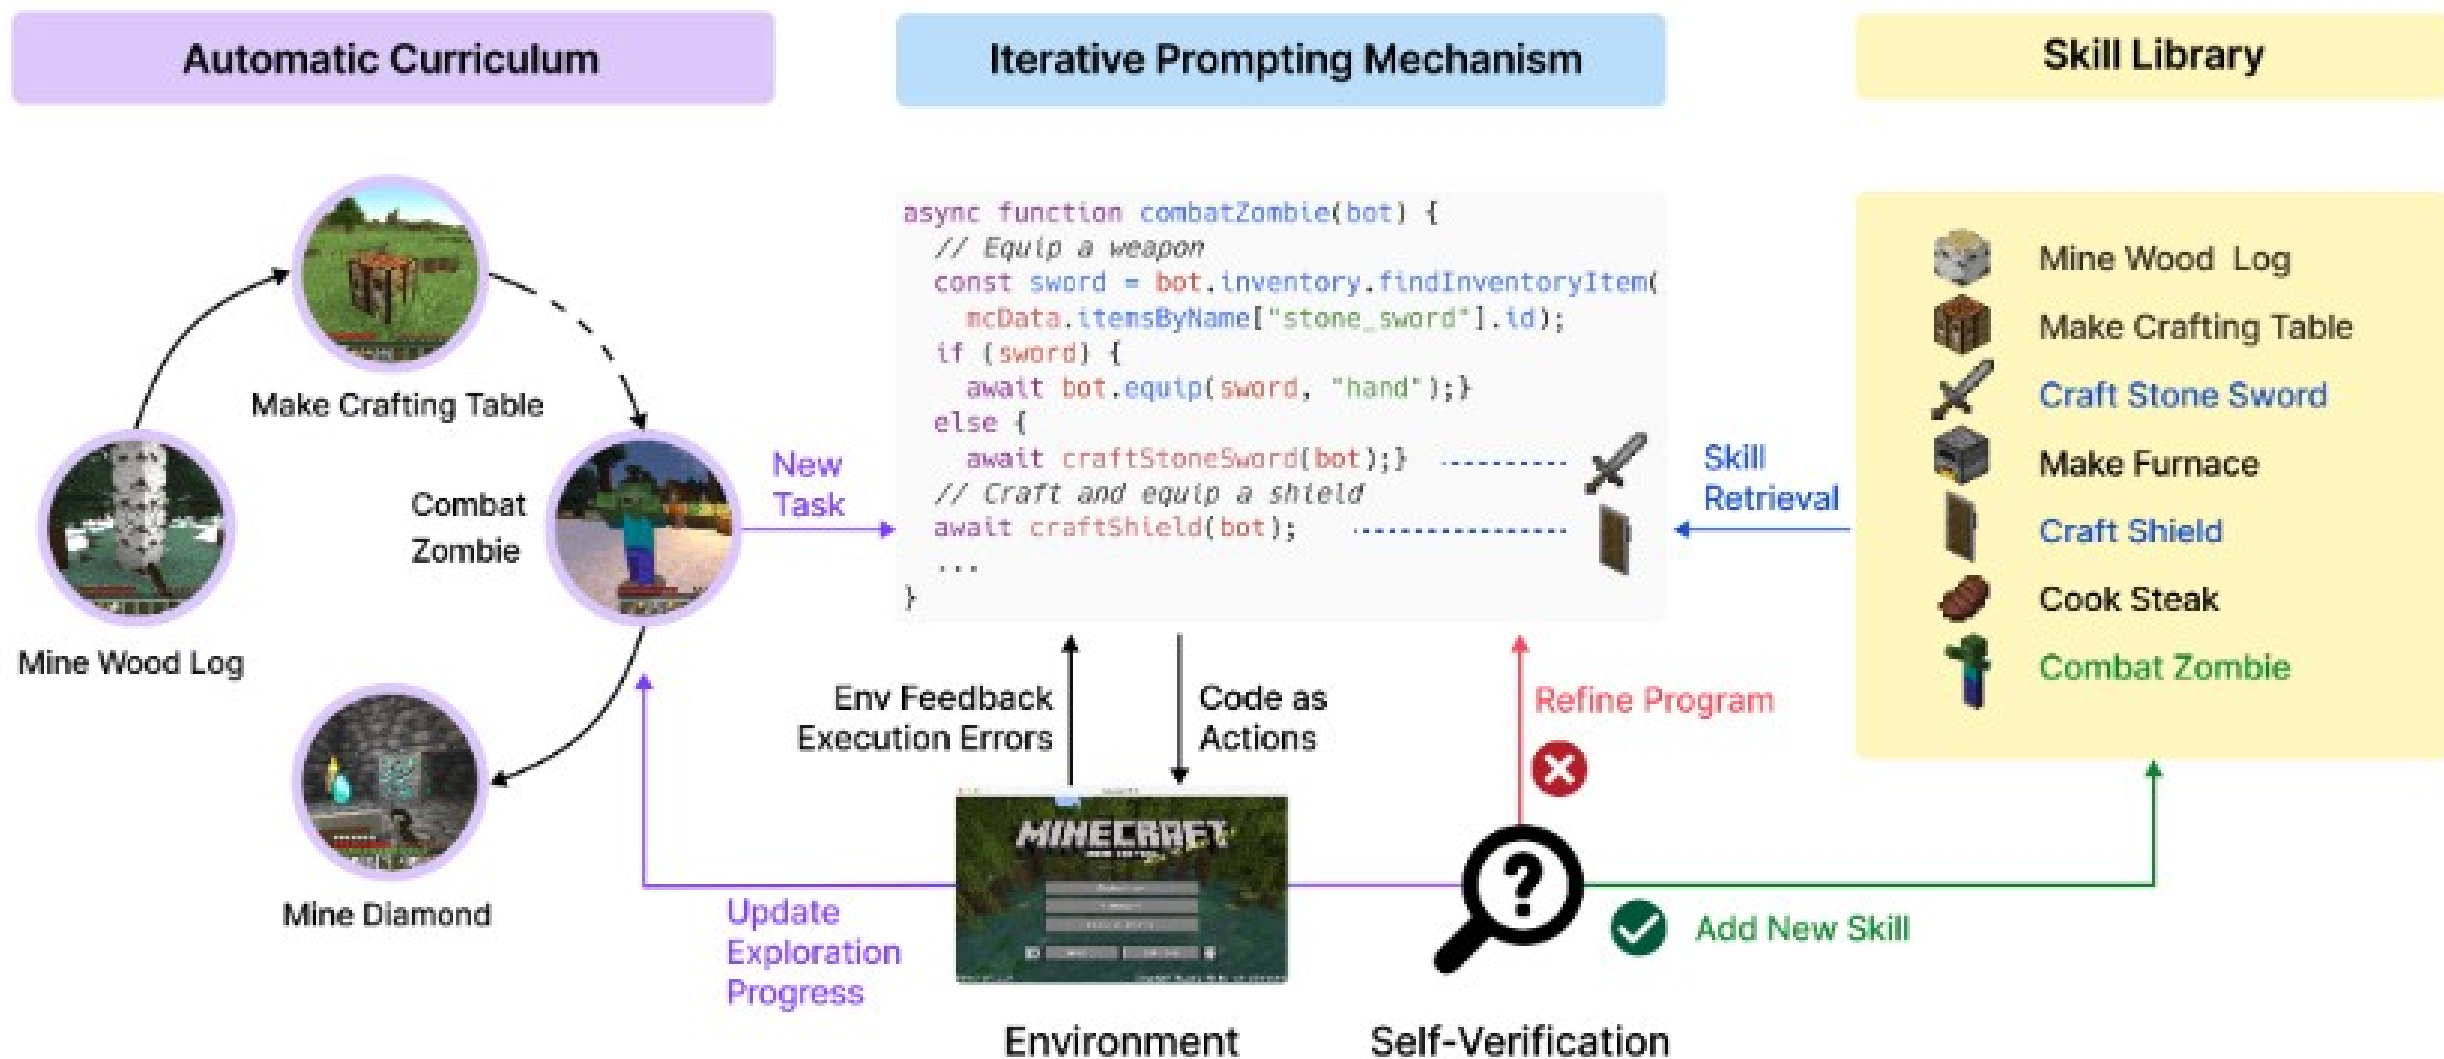 Automatic Curriculum
Make Crafting Table
Mine Wood Log
Combat
Zombie
Mine Diamond
New
Task
Update
Exploration
Progress
Iterative Prompting Mechanism
async function combatZombie(bot) {
// Equip a weapon
const sword = bot.inventory.findInventoryItem(
mcData.itemsByName["stone_sword"].id);
if (sword) {
await bot.equip(sword, "hand");}
else {
await craftStoneSword(bot);}
// Craft and equip a shield
await craftShield(bot);
...
}
Env Feedback
Execution Errors
Code as
Actions
Refine Program
MINECRAFT
Environment
?
Self-Verification
Add New Skill
Skill
Retrieval
Skill Library
Mine Wood Log
Make Crafting Table
Craft Stone Sword
Make Furnace
Craft Shield
Cook Steak
Combat Zombie